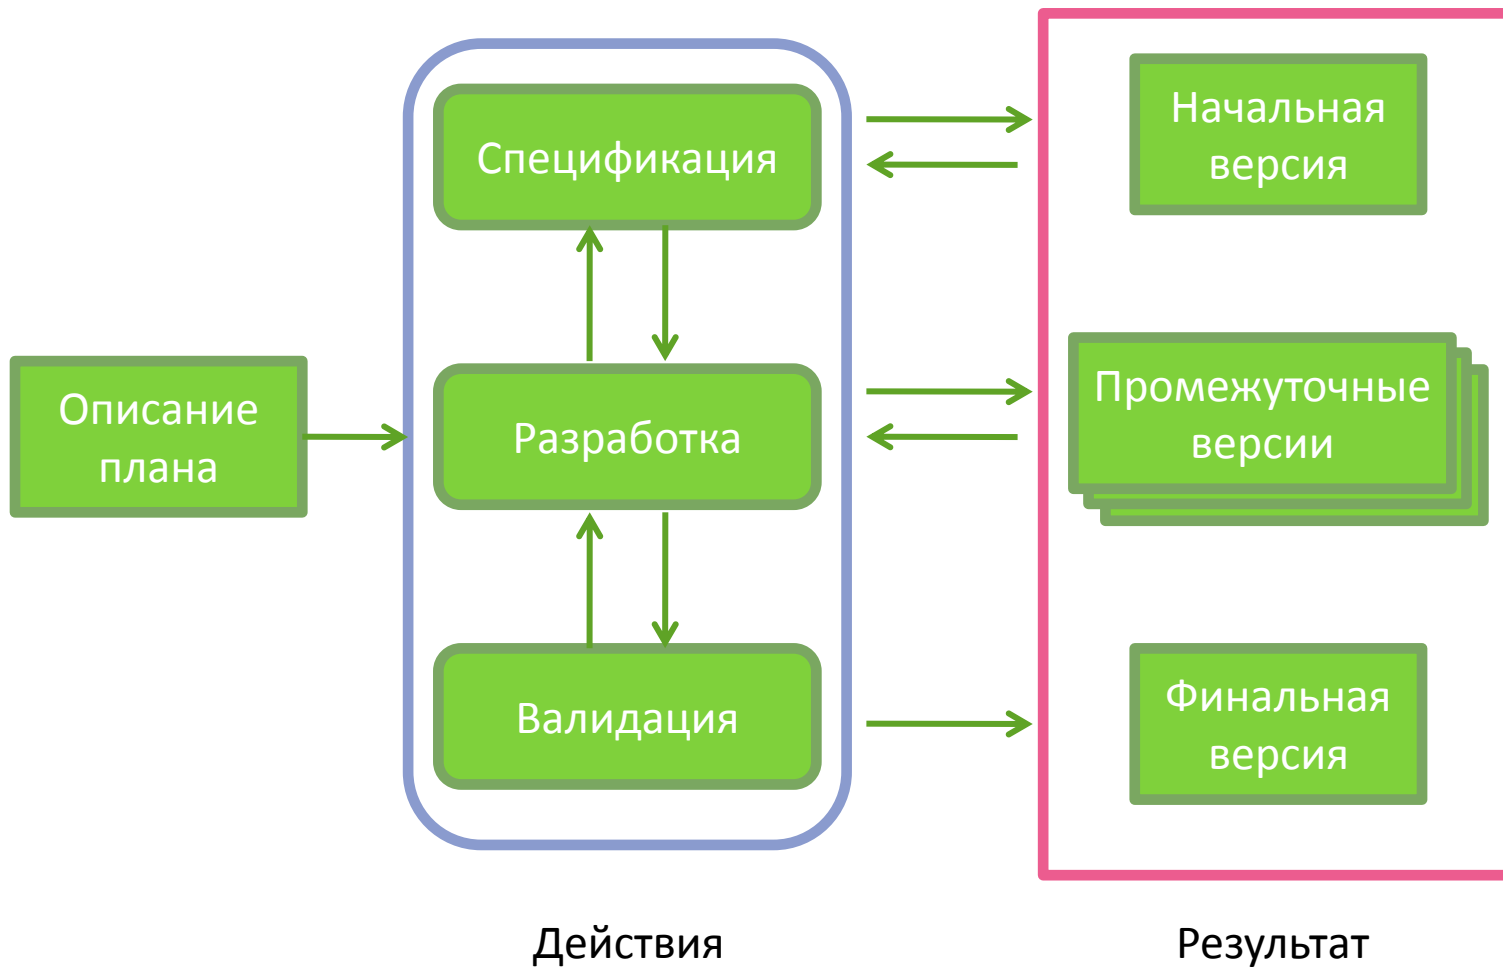 Спецификация
Начальная
версия
Описание
плана
Разработка
Промежуточные
версии
Валидация
Финальная
версия
Действия
Результат